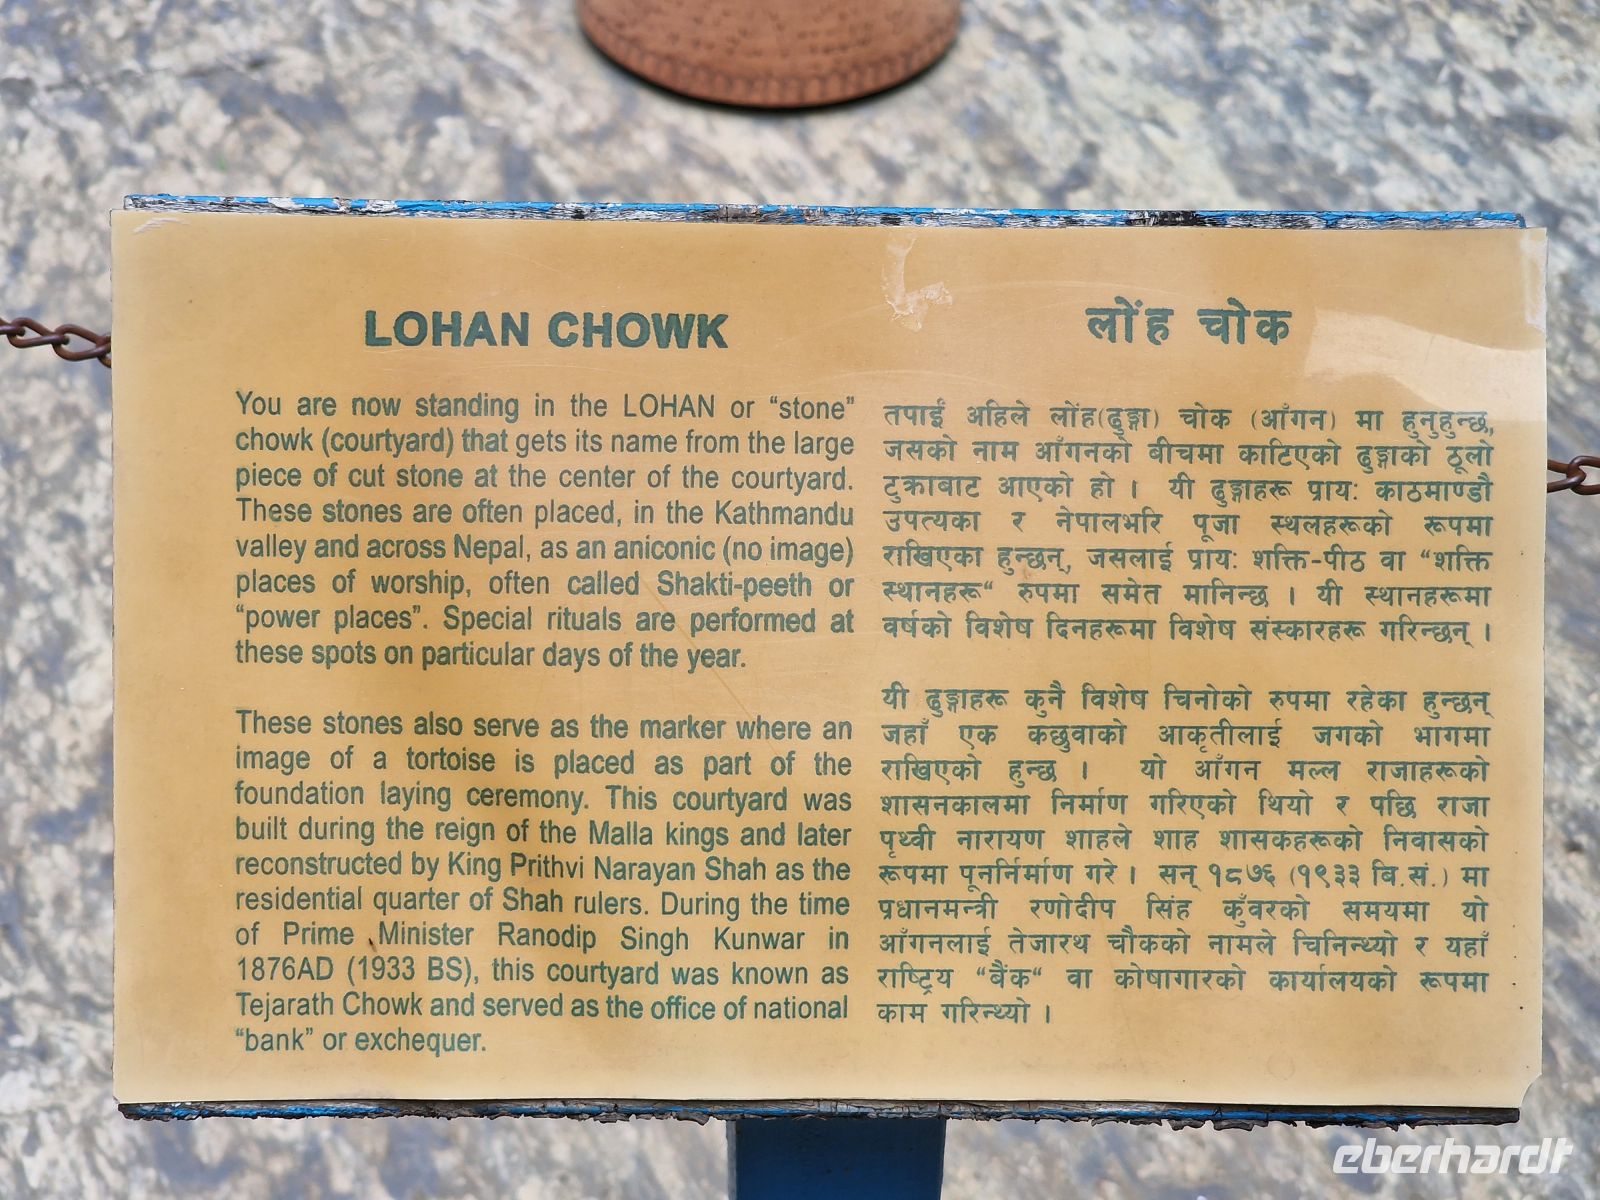 LOHAN CHOWK
You are now standing in the LOHAN or “stone”
chowk (courtyard) that gets its name from the large
piece of cut stone at the center of the courtyard.
These stones are often placed, in the Kathmandu
valley and across Nepal, as an aniconic (no image)
places of worship, often called Shakti-peeth or
“power places”. Special rituals are performed at
these spots on particular days of the year.
These stones also serve as the marker where an
image of a tortoise is placed as part of the
foundation laying ceremony. This courtyard was
built during the reign of the Malla kings and later
reconstructed by King Prithvi Narayan Shah as the
residential quarter of Shah rulers. During the time
of Prime Minister Ranodip Singh Kunwar in
1876AD (1933 BS), this courtyard was known as
Tejarath Chowk and served as the office of national
“bank” or exchequer.
लोंह चोक
तपाईं अहिले लोंह(ढुङ्गा) चोक (आँगन) मा हुनुहुन्छ,
जसको नाम आँगनको बीचमा काटिएको ढुङ्गाको ठूलो
टुक्राबाट आएको हो । यी ढुङ्गाहरू प्रायः काठमाण्डौ
उपत्यका र नेपालभरि पूजा स्थलहरूको रूपमा
राखिएका हुन्छन्, जसलाई प्रायः शक्ति-पीठ वा “शक्ति
स्थानहरू“ रुपमा समेत मानिन्छ । यी स्थानहरूमा
वर्षको विशेष दिनहरूमा विशेष संस्कारहरू गरिन्छन् ।
यी ढुङ्गाहरू कुनै विशेष चिनोको रुपमा रहेका हुन्छन्
जहाँ एक कछुवाको आकृतीलाई जगको भागमा
राखिएको हुन्छ । यो आँगन मल्ल राजाहरूको
शासनकालमा निर्माण गरिएको थियो र पछि राजा
पृथ्वी नारायण शाहले शाह शासकहरूको निवासको
रूपमा पूनर्निर्माण गरे । सन् १८७६ (१९३३ बि.सं.) मा
प्रधानमन्त्री रणोदीप सिंह कुँवरको समयमा यो
आँगनलाई तेजारथ चौकको नामले चिनिन्थ्यो र यहाँ
राष्ट्रिय “बैंक“ वा कोषागारको कार्यालयको रूपमा
काम गरिन्थ्यो ।
eberhardt